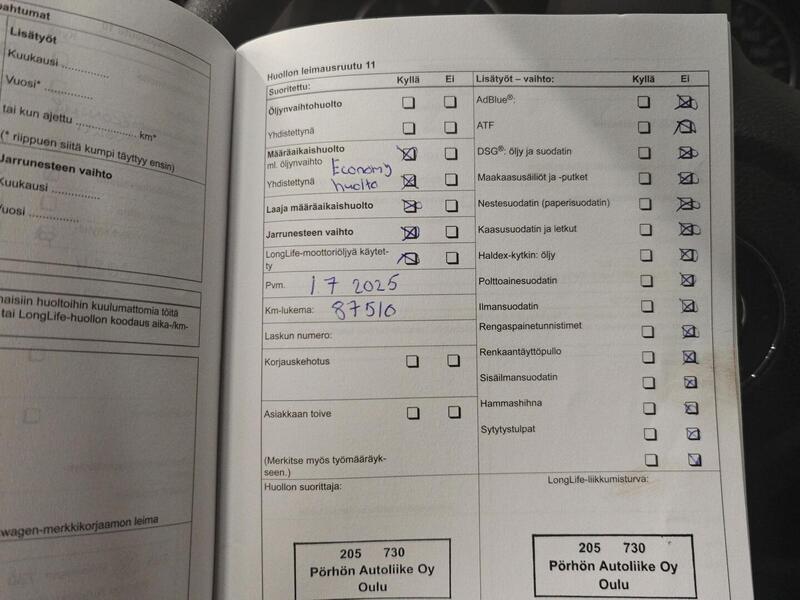 ahtumat
Lisätyöt
Kuukausi ..............
Vuosi* ..............
tai kun ajettu .................. km*
(* riippuen siitä kumpi täyttyy ensin)
Jarrunesteen vaihto
Kuukausi ..............
Vuosi ..............
naisiin huoltoihin kuulumattomia töitä
tai LongLife-huollon koodaus aika-/km-
wagen-merkkikorjaamon leima
Huollon leimausruutu 11
Suoritettu: Kyllä Ei
Öljynvaihtohuolto
Yhdistettynä
Määräaikaishuolto
ml. öljynvaihto Economy
Yhdistettynä huolto
Laaja määräaikaishuolto
Jarrunesteen vaihto
LongLife-moottoriöljyä käytet-
ty
Pvm. 1 7 2025
Km-lukema: 87510
Laskun numero:
Korjauskehotus
Asiakkaan toive
(Merkitse myös työmääräyk-
seen.)
Huollon suorittaja:
205 730
Pörhön Autoliike Oy
Oulu
Lisätyöt – vaihto: Kyllä Ei
AdBlue®:
ATF
DSG®: öljy ja suodatin
Maakaasusäiliöt ja -putket
Nestesuodatin (paperisuodatin)
Kaasusuodatin ja letkut
Haldex-kytkin: öljy
Polttoainesuodatin
Ilmansuodatin
Rengaspainetunnistimet
Renkaantäyttöpullo
Sisäilmansuodatin
Hammashihna
Sytytystulpat
LongLife-liikkumisturva:
205 730
Pörhön Autoliike Oy
Oulu